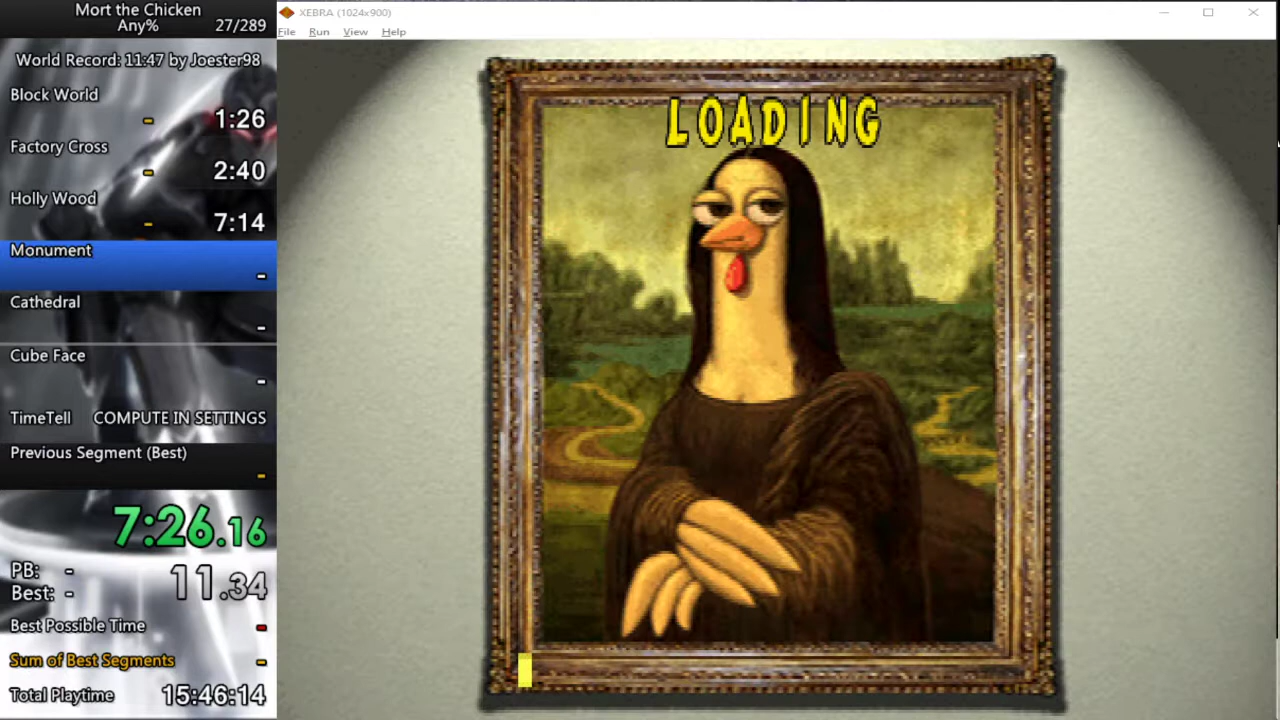 Mort the Chicken
Any%
27/289
World Record: 11:47 by Joester98
Block World
- 1:26
Factory Cross
- 2:40
Holly Wood
- 7:14
Monument
-
Cathedral
-
Cube Face
-
TimeTell COMPUTE IN SETTINGS
Previous Segment (Best)
-
7:26.16
PB: -
Best: -
11.34
Best Possible Time -
Sum of Best Segments -
Total Playtime 15:46:14
XEBRA (1024x900)
File Run View Help
LOADING